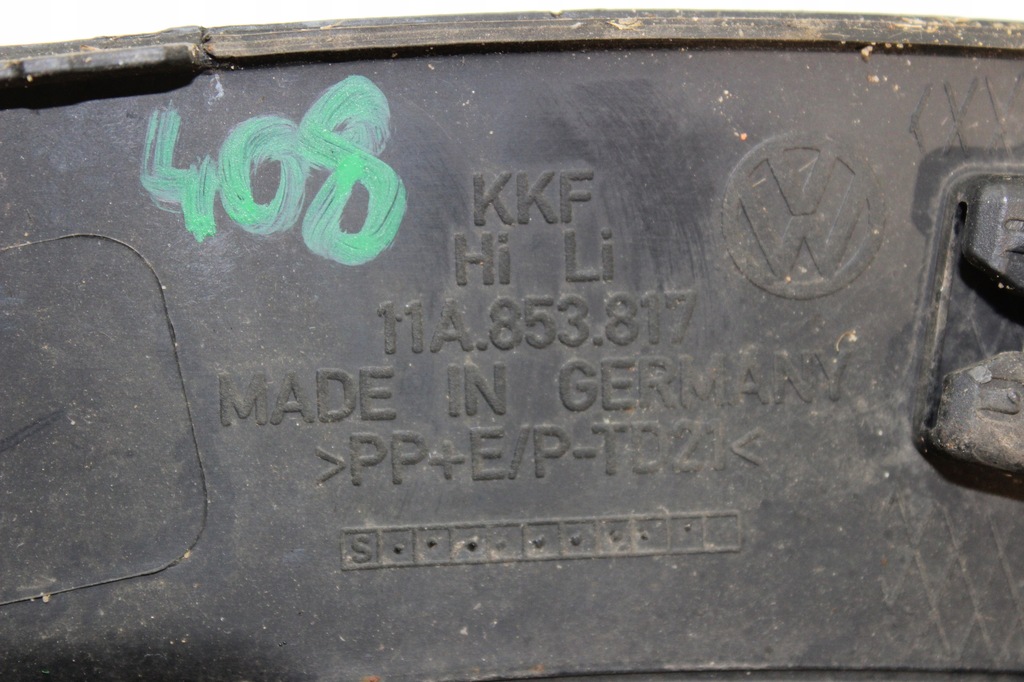 408
KKF
Hi Li
11A.853.817
MADE IN GERMANY
>PP+E/P-TD21<
S